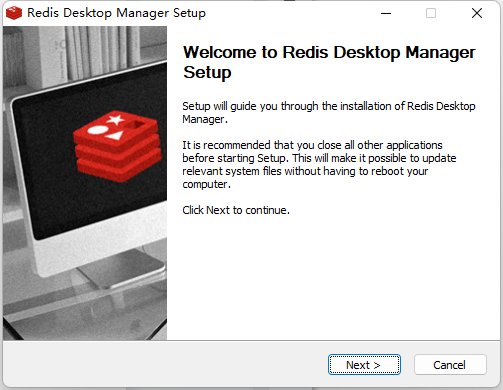 Redis Desktop Manager Setup
Welcome to Redis Desktop Manager
Setup
Setup will guide you through the installation of Redis Desktop
Manager.
It is recommended that you close all other applications
before starting Setup. This will make it possible to update
relevant system files without having to reboot your
computer.
Click Next to continue.
Next >
Cancel